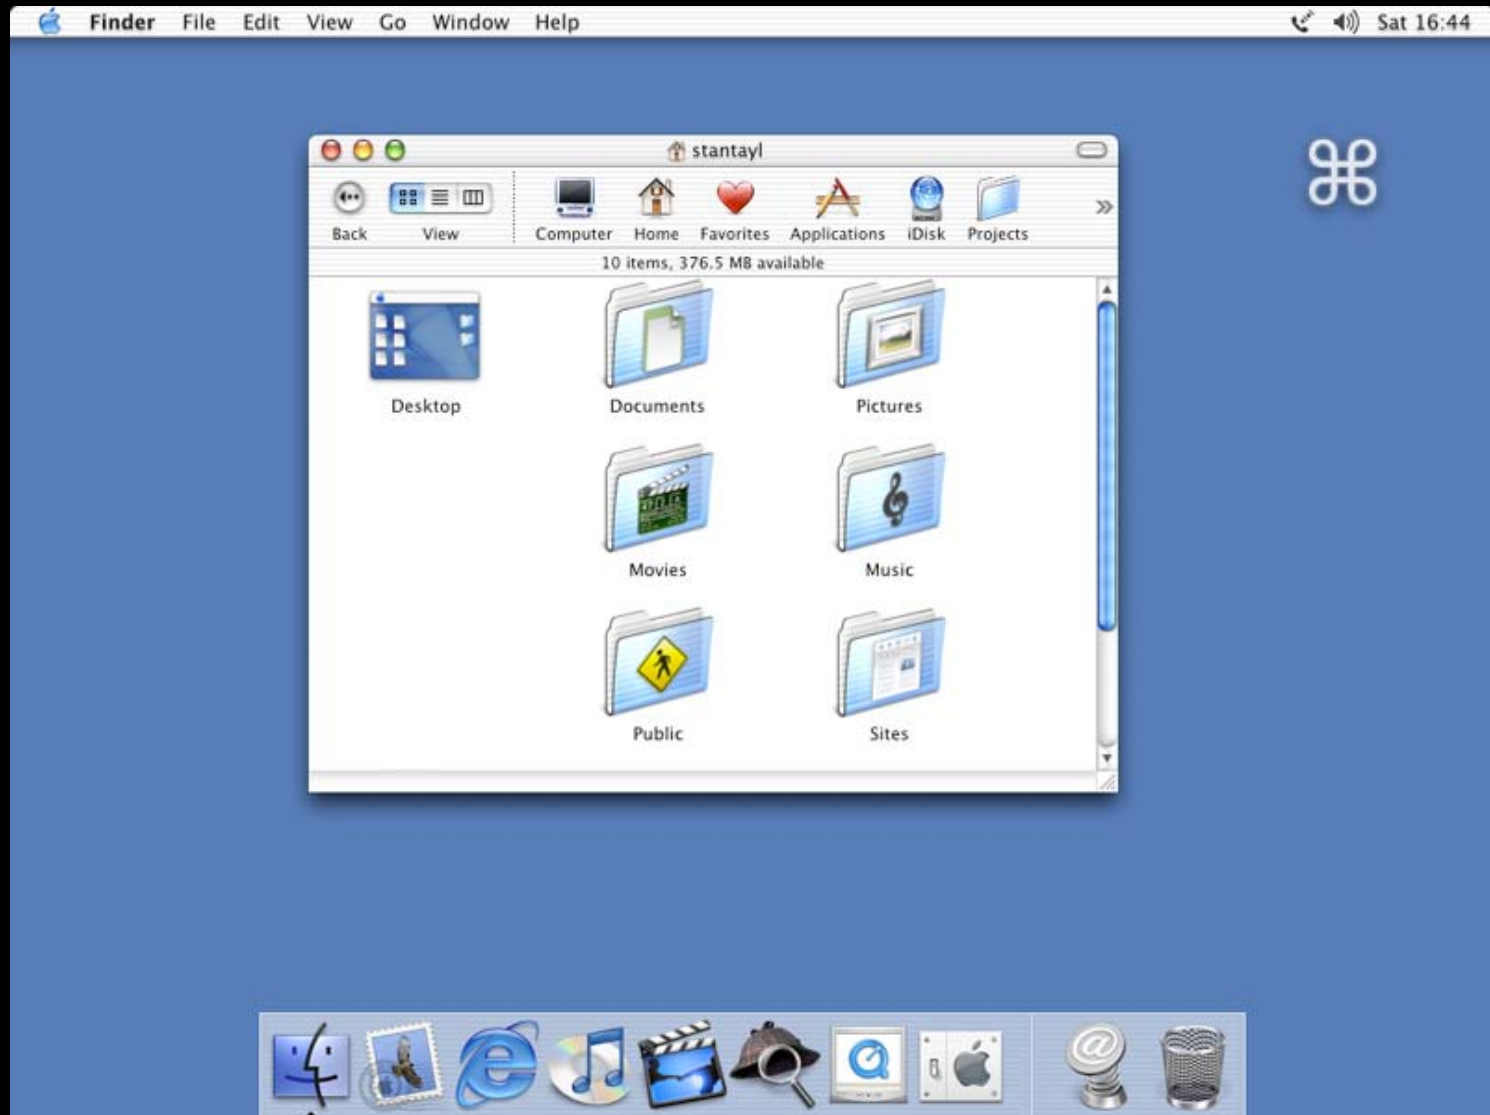 Finder File Edit View Go Window Help Sat 16:44
stantayl
Back View Computer Home Favorites Applications iDisk Projects
10 items, 376.5 MB available
Desktop Documents Pictures
Movies Music
Public Sites